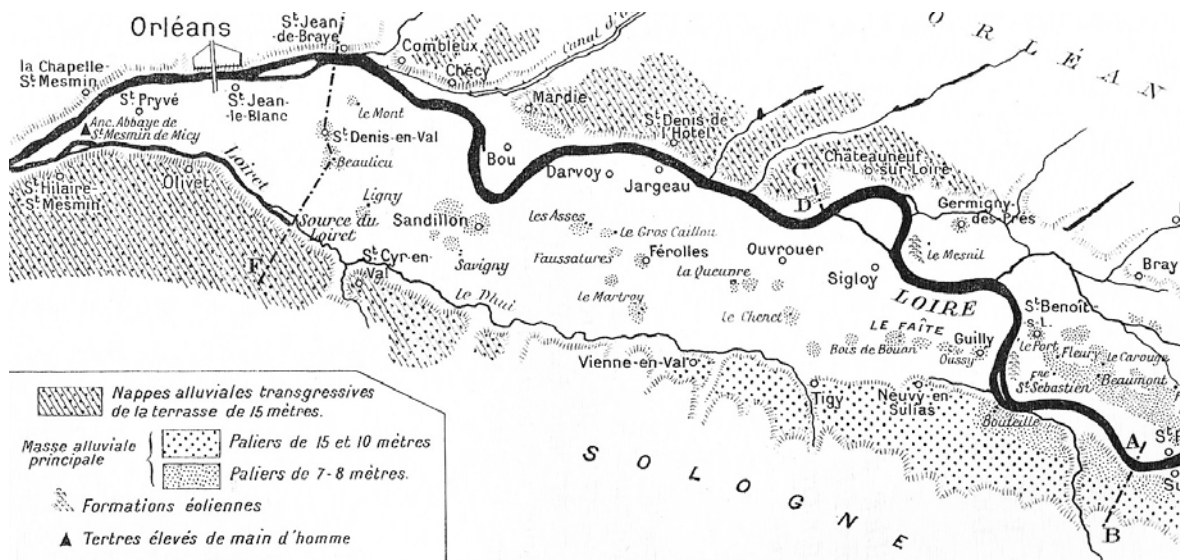 Orléans
St Jean
de-Braye
la Chapelle-
St Mesmin
St Pryvé
St Jean-
le-Blanc
Anc. Abbaye de
St Mesmin de Micy
Combleux
Chécy
Canal d'
Mardié
ORLÉAN
le Mont
St Denis-en-Val
Beaulieu
Bou
St Denis de
l'Hôtel
Darvoy
Jargeau
Châteauneuf
sur-Loire
C
D
Germigny-
des-Prés
le Mesnil
Bray
St Hilaire-
St Mesmin
Olivet
Loiret
Source du
Loiret
F
Ligny
Sandillon
Savigny
les Asses
le Gros Caillou
Faussatures
Férolles
Ouvrouer
la Queuvre
le Martroy
le Chenet
Sigloy
LOIRE
St Cyr-en-
Val
le Dhui
LE FAÎTE
Bois de Bouan
Guilly
Oussy
St Benoît-
s-L.
le Port
Fleury
le Carouge
Fme
St Sébastien
Beaumont
Vienne-en-Val
Tigy
Neuvy-en-
Sullias
Bouteille
A
B
St P
Su
SOLOGNE
Nappes alluviales transgressives
de la terrasse de 15 mètres.
Masse alluviale
principale
Paliers de 15 et 10 mètres
Paliers de 7-8 mètres.
Formations éoliennes
Tertres élevés de main d'homme